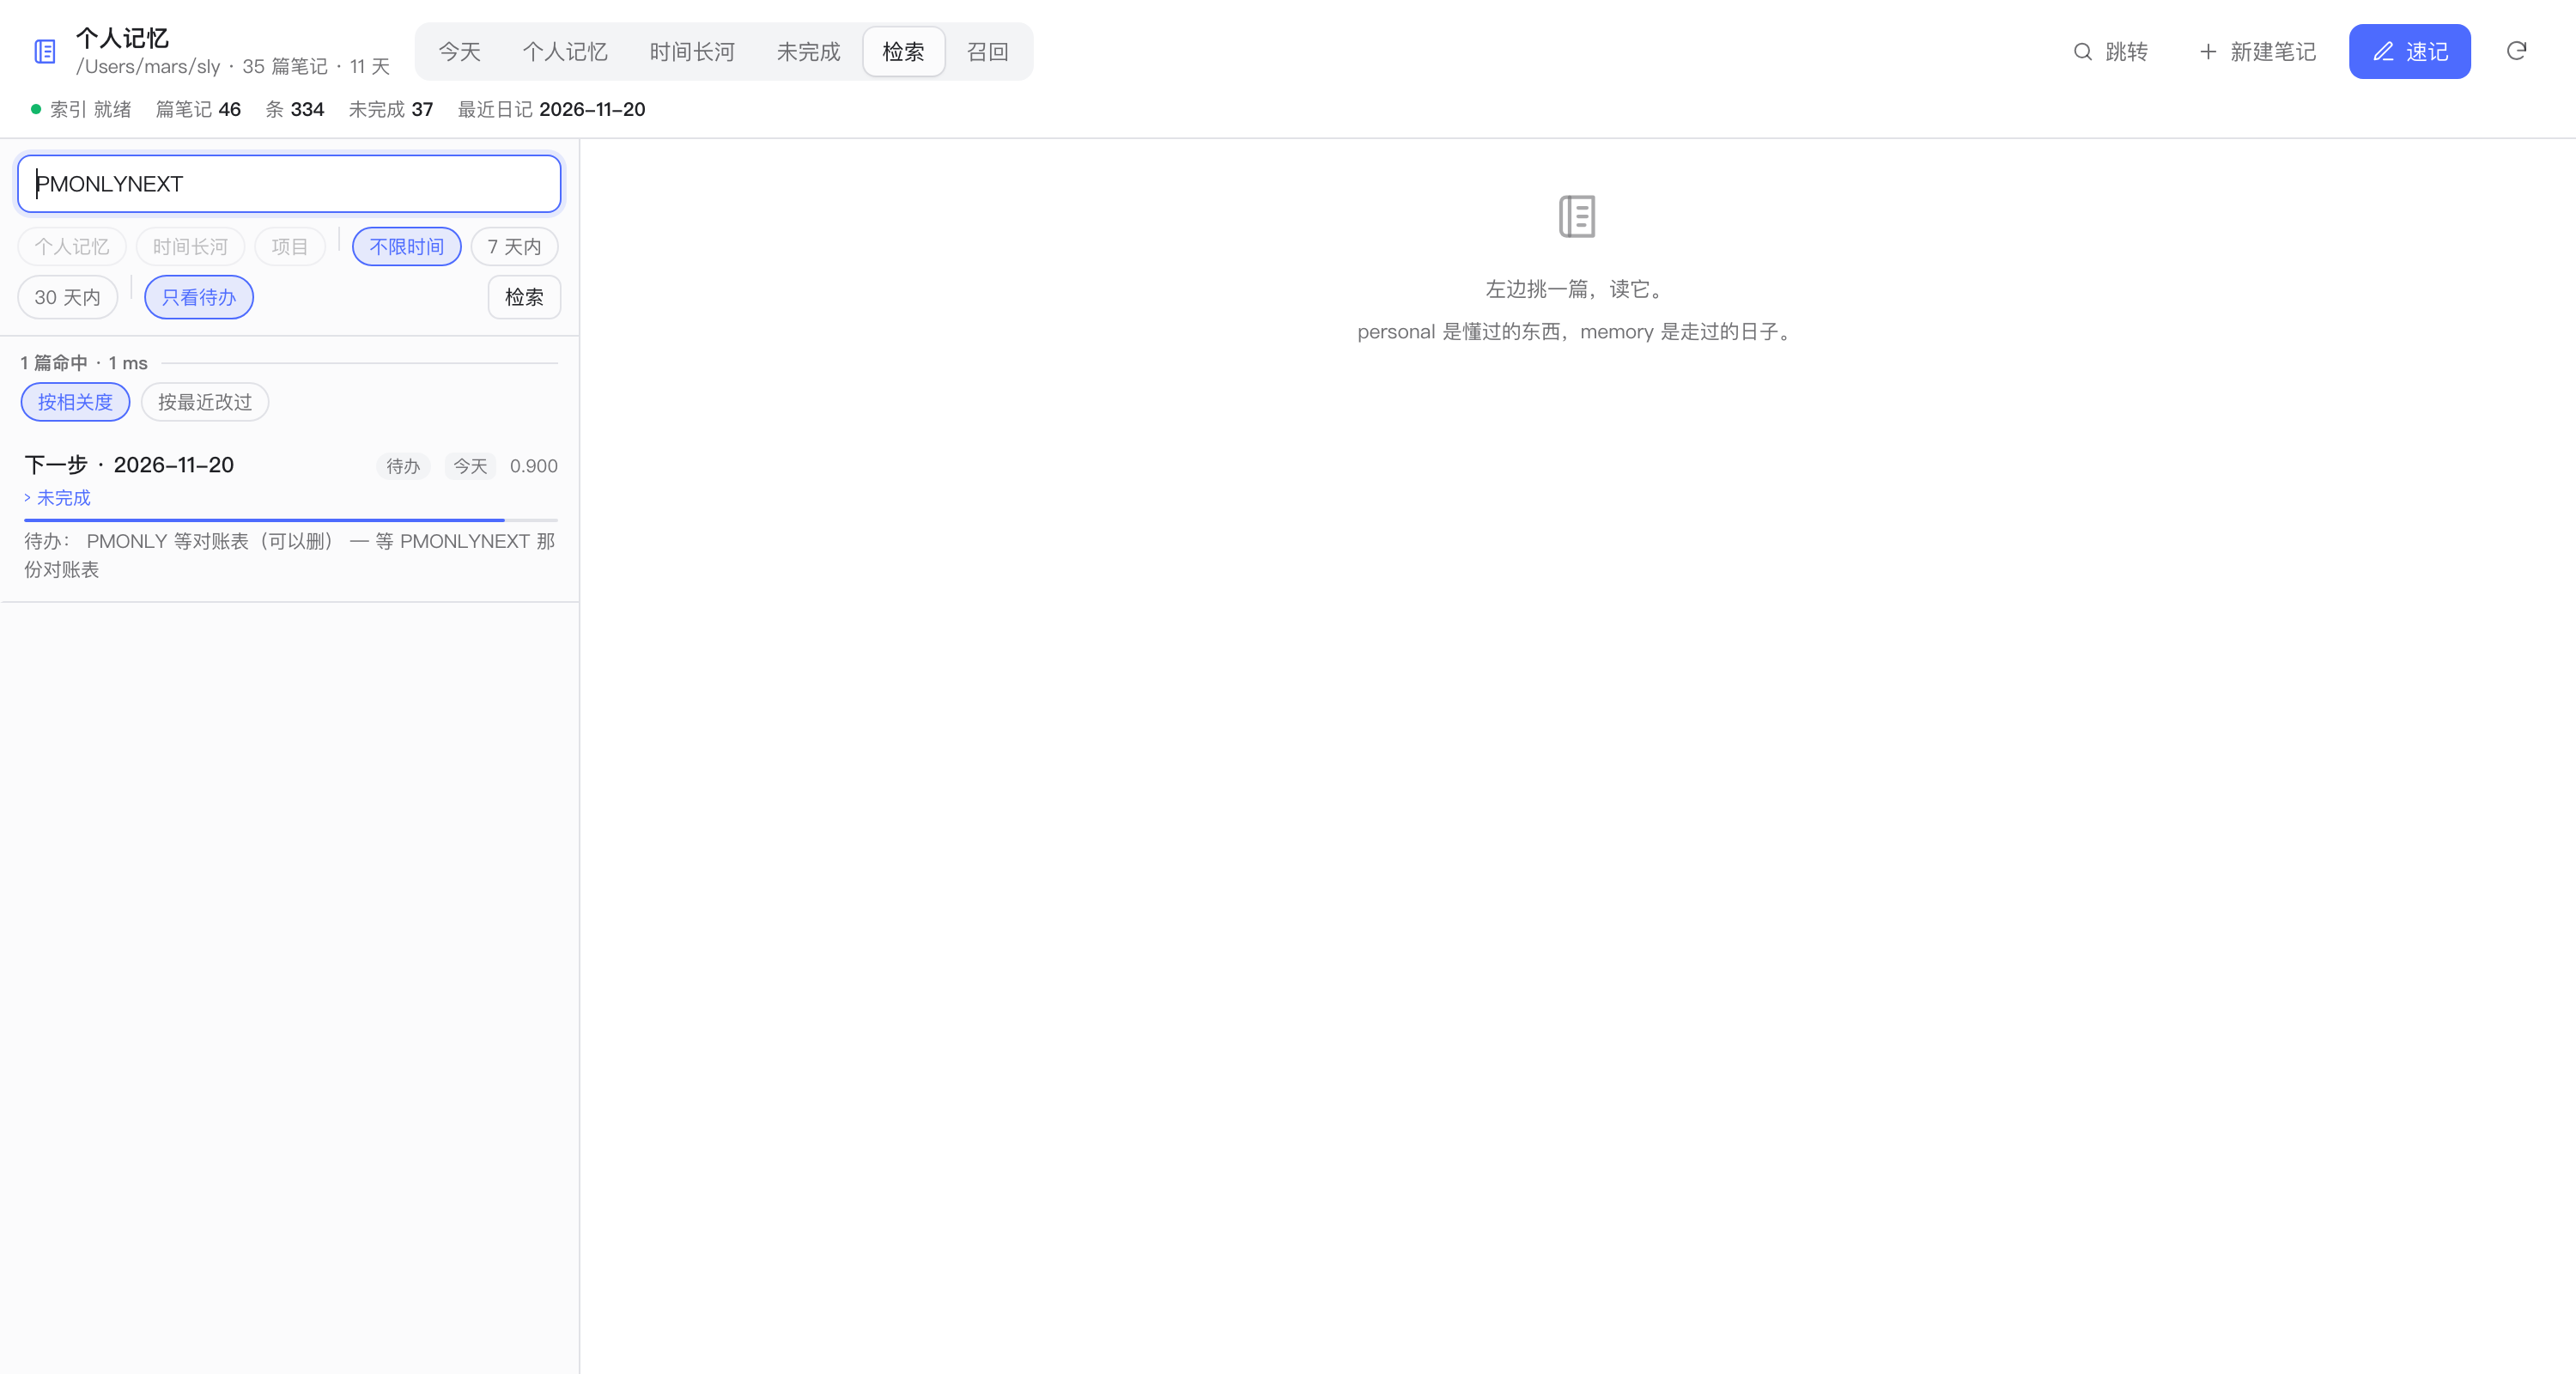 个人记忆
/Users/mars/sly · 35 篇笔记 · 11 天
今天 个人记忆 时间长河 未完成 检索 召回
跳转 + 新建笔记 速记
索引 就绪 篇笔记 46 条 334 未完成 37 最近日记 2026-11-20
PMONLYNEXT
个人记忆 时间长河 项目 不限时间 7 天内
30 天内 只看待办 检索
1 篇命中 · 1 ms
按相关度 按最近改过
下一步 · 2026-11-20 待办 今天 0.900
› 未完成
待办： PMONLY 等对账表（可以删） — 等 PMONLYNEXT 那
份对账表
左边挑一篇，读它。
personal 是懂过的东西，memory 是走过的日子。